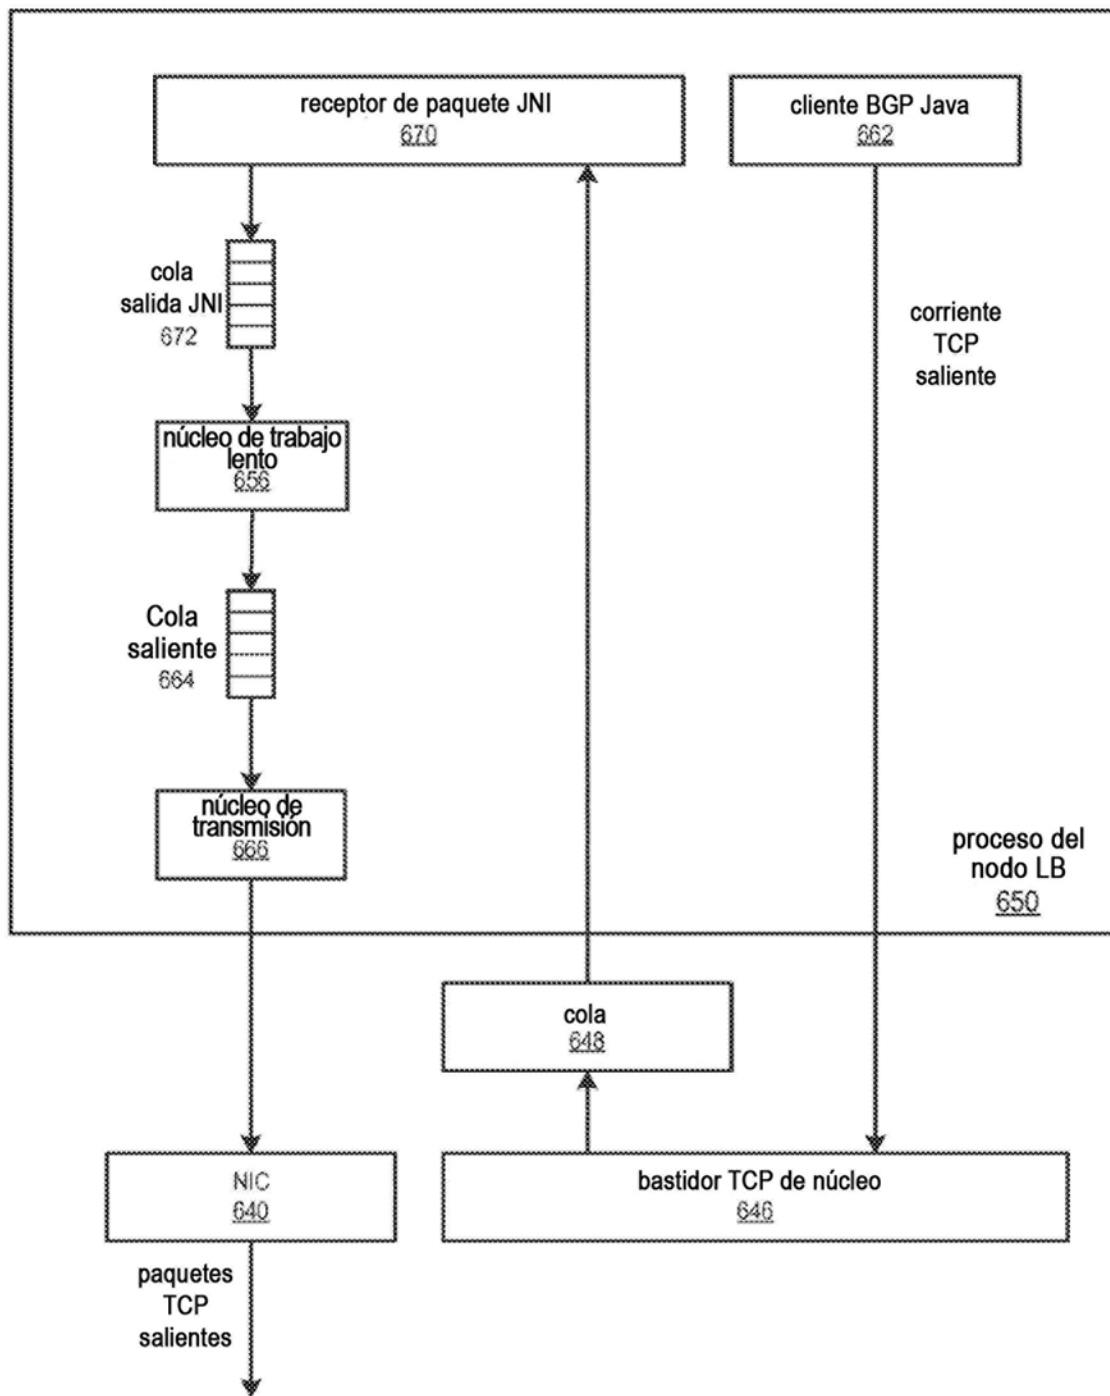 receptor de paquete JNI
670
cliente BGP Java
662
cola
salida JNI
672
corriente
TCP
saliente
núcleo de trabajo
lento
656
Cola
saliente
664
núcleo de
transmisión
666
proceso del
nodo LB
650
cola
648
NIC
640
bastidor TCP de núcleo
646
paquetes
TCP
salientes